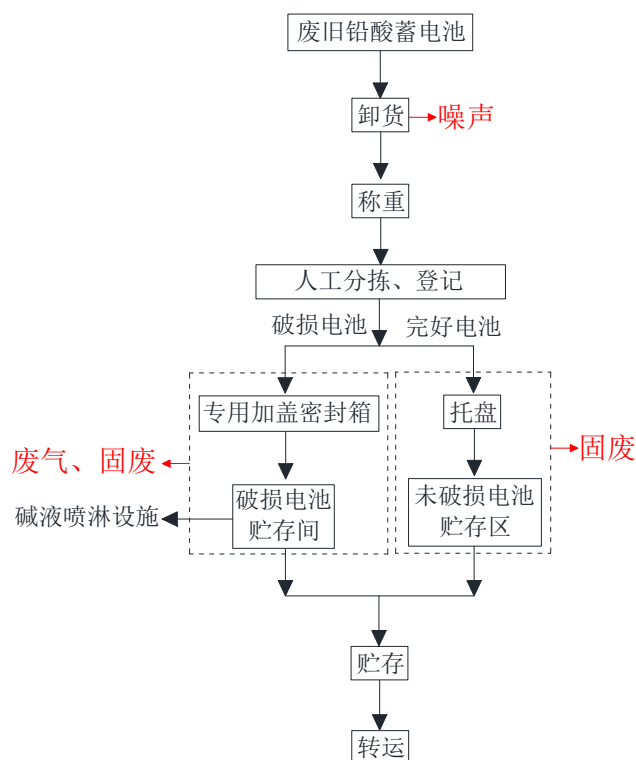 废旧铅酸蓄电池
卸货
噪声
称重
人工分拣、登记
破损电池
完好电池
专用加盖密封箱
托盘
废气、固废
固废
破损电池
贮存间
未破损电池
贮存区
碱液喷淋设施
贮存
转运